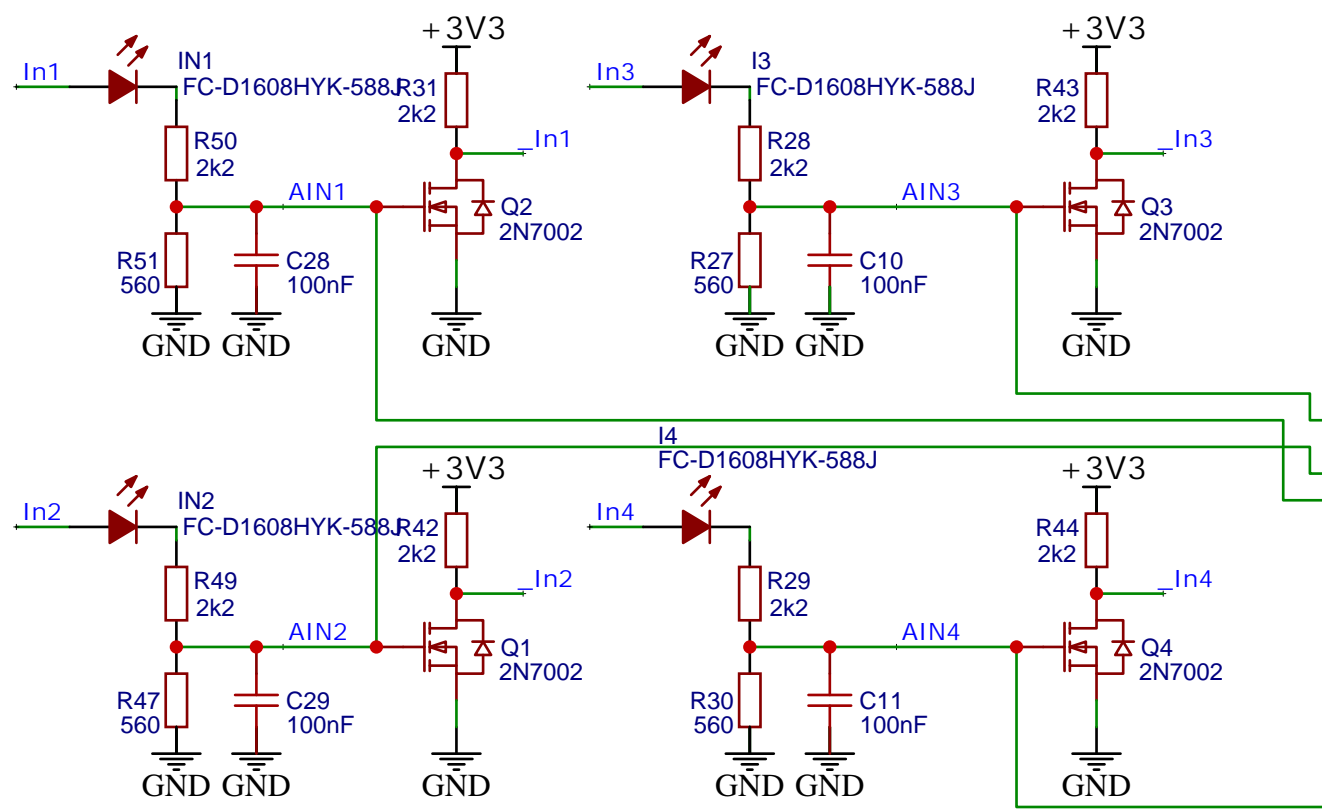 +3V3
In1
IN1
FC-D1608HYK-588J
R31
2k2
R50
2k2
_In1
AIN1
Q2
2N7002
R51
560
C28
100nF
GND
GND
GND
+3V3
In3
I3
FC-D1608HYK-588J
R43
2k2
R28
2k2
_In3
AIN3
Q3
2N7002
R27
560
C10
100nF
GND
GND
GND
+3V3
In2
IN2
FC-D1608HYK-588J
R42
2k2
R49
2k2
_In2
AIN2
Q1
2N7002
R47
560
C29
100nF
GND
GND
GND
I4
FC-D1608HYK-588J
+3V3
In4
R44
2k2
R29
2k2
_In4
AIN4
Q4
2N7002
R30
560
C11
100nF
GND
GND
GND